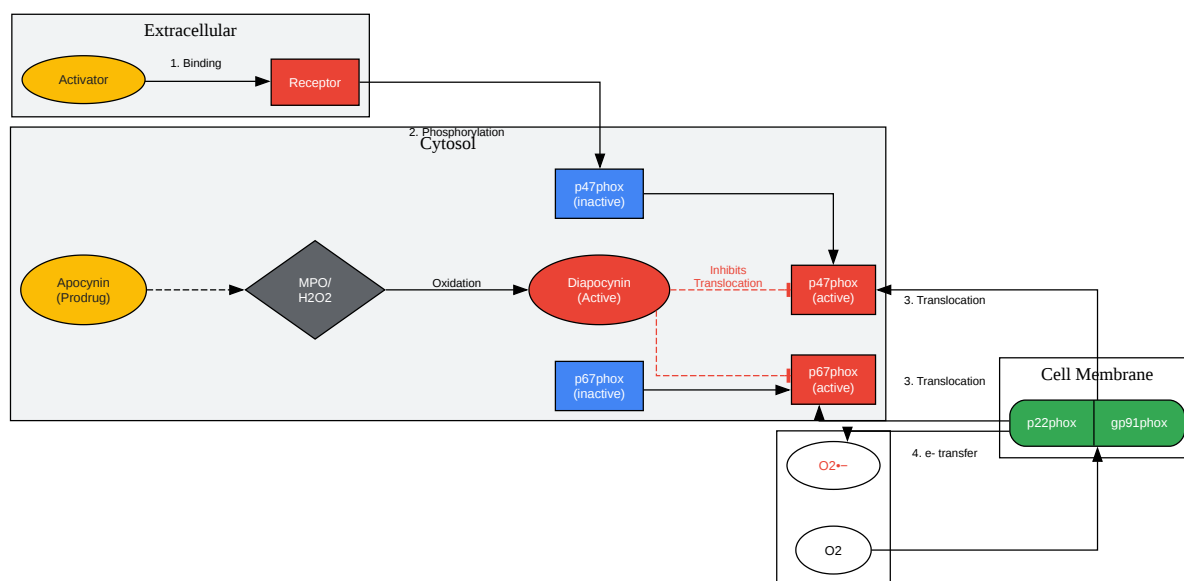 Extracellular
Activator
1. Binding
Receptor
2. Phosphorylation
Cytosol
p47phox
(inactive)
Apocynin
(Prodrug)
MPO/
H2O2
Oxidation
Diapocynin
(Active)
Inhibits
Translocation
p47phox
(active)
3. Translocation
p67phox
(inactive)
p67phox
(active)
3. Translocation
Cell Membrane
p22phox
gp91phox
O2•−
4. e- transfer
O2